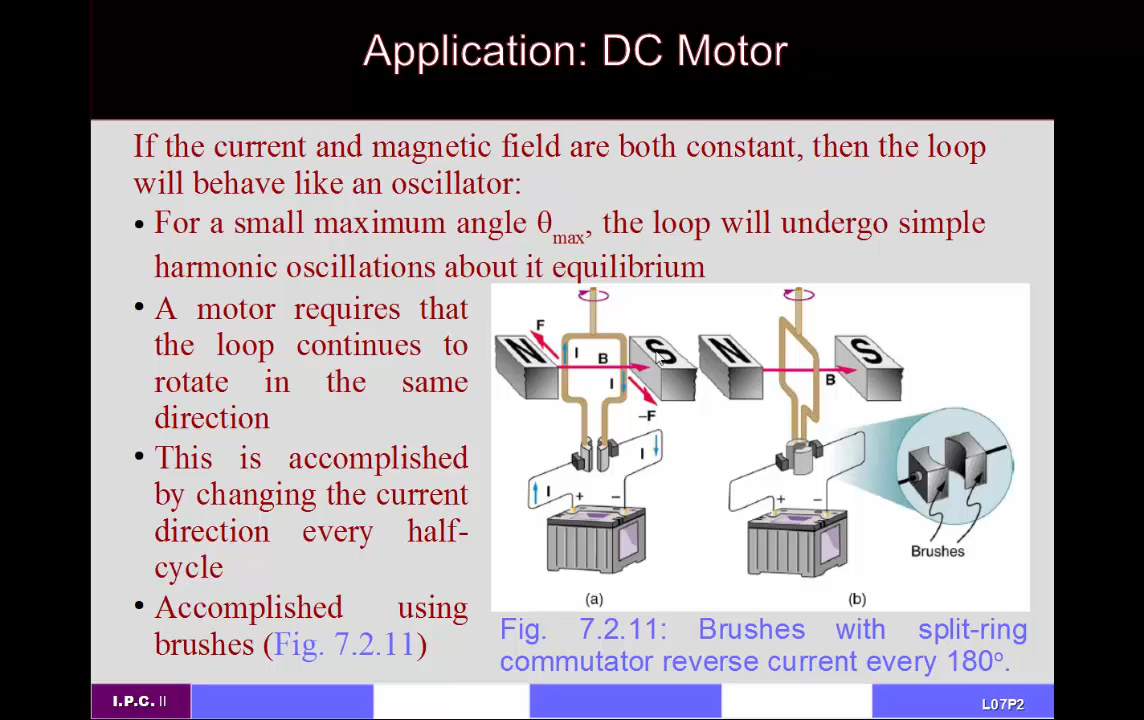 Application: DC Motor
If the current and magnetic field are both constant, then the loop
will behave like an oscillator:
• For a small maximum angle θmax, the loop will undergo simple
harmonic oscillations about it equilibrium
• A motor requires that
the loop continues to
rotate in the same
direction
• This is accomplished
by changing the current
direction every half-
cycle
• Accomplished using
brushes (Fig. 7.2.11)
F
N
I
B
S
I
–F
I
I
+
–
(a)
N
S
B
+
–
Brushes
(b)
Fig. 7.2.11: Brushes with split-ring
commutator reverse current every 180°.
I.P.C. II
L07P2